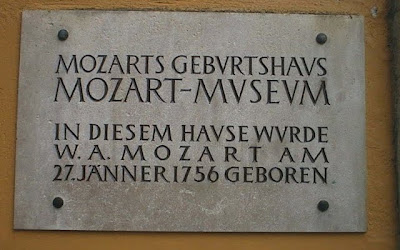 MOZARTS GEBVRTSHAVS
MOZART-MVSEVM
IN DIESEM HAVSE WVRDE
W. A. MOZART AM
27. JÄNNER 1756 GEBOREN.